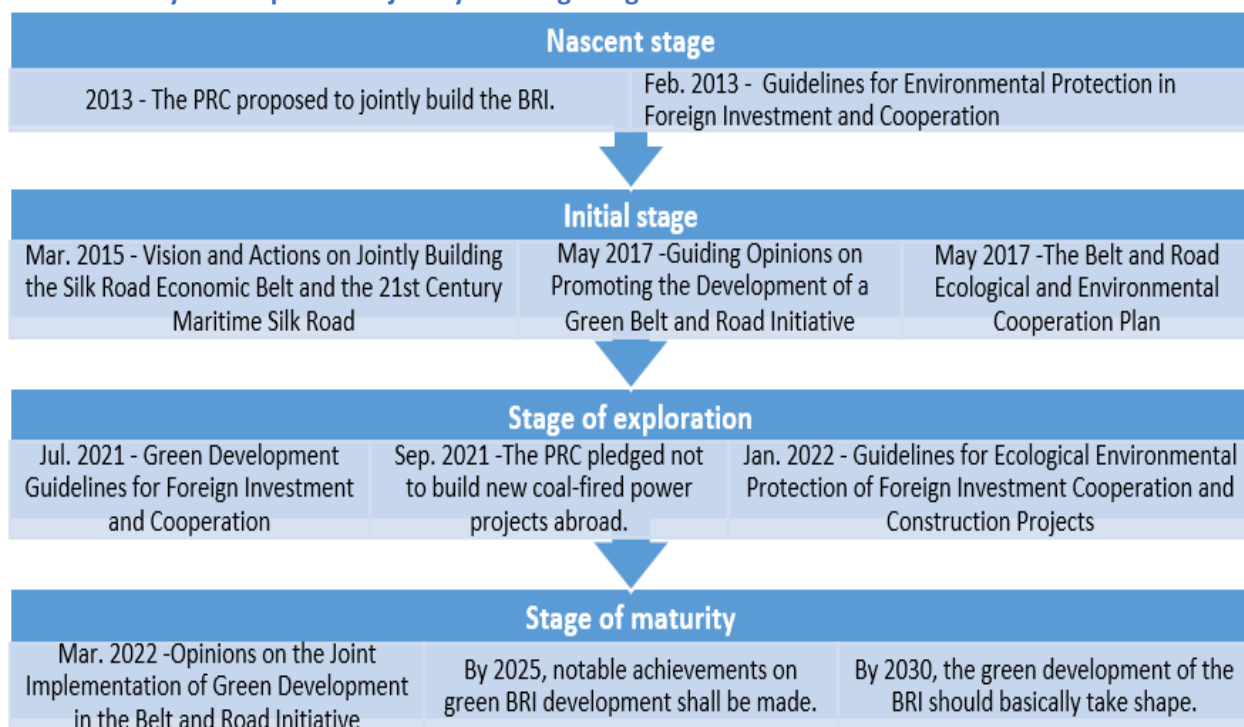 Nascent stage
2013 - The PRC proposed to jointly build the BRI.
Feb. 2013 - Guidelines for Environmental Protection in
Foreign Investment and Cooperation
Initial stage
Mar. 2015 - Vision and Actions on Jointly Building
the Silk Road Economic Belt and the 21st Century
Maritime Silk Road
May 2017 -Guiding Opinions on
Promoting the Development of a
Green Belt and Road Initiative
May 2017 -The Belt and Road
Ecological and Environmental
Cooperation Plan
Stage of exploration
Jul. 2021 - Green Development
Guidelines for Foreign Investment
and Cooperation
Sep. 2021 -The PRC pledged not
to build new coal-fired power
projects abroad.
Jan. 2022 - Guidelines for Ecological Environmental
Protection of Foreign Investment Cooperation and
Construction Projects
Stage of maturity
Mar. 2022 -Opinions on the Joint
Implementation of Green Development
in the Belt and Road Initiative
By 2025, notable achievements on
green BRI development shall be made.
By 2030, the green development of the
BRI should basically take shape.